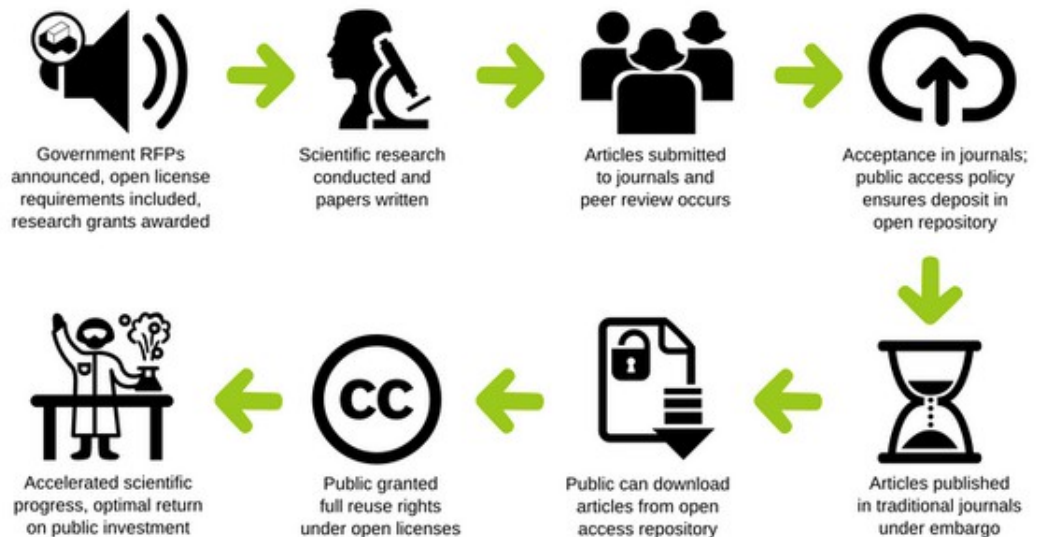 Government RFPs
announced, open license
requirements included,
research grants awarded
Scientific research
conducted and
papers written
Articles submitted
to journals and
peer review occurs
Acceptance in journals;
public access policy
ensures deposit in
open repository
Articles published
in traditional journals
under embargo
Public can download
articles from open
access repository
CC
Public granted
full reuse rights
under open licenses
Accelerated scientific
progress, optimal return
on public investment